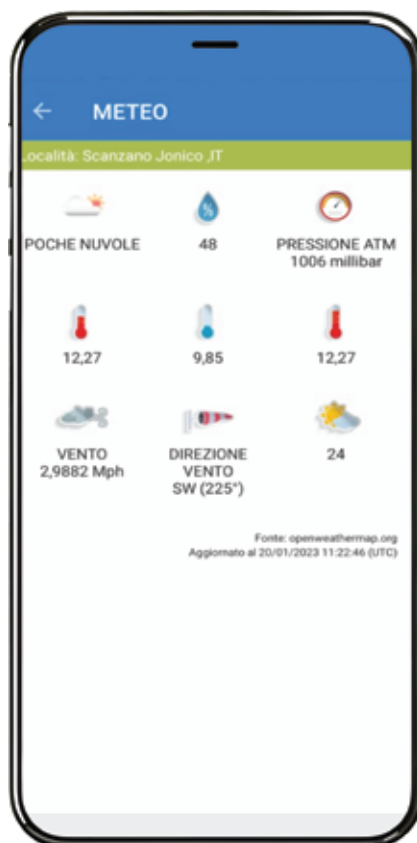 METEO
Località: Scanzano Jonico ,IT
POCHE NUVOLE
%
48
PRESSIONE ATM
1006 millibar
12,27
9,85
12,27
VENTO
2,9882 Mph
DIREZIONE
VENTO
SW (225°)
24
Fonte: openweathermap.org
Aggiornato al 20/01/2023 11:22:46 (UTC)